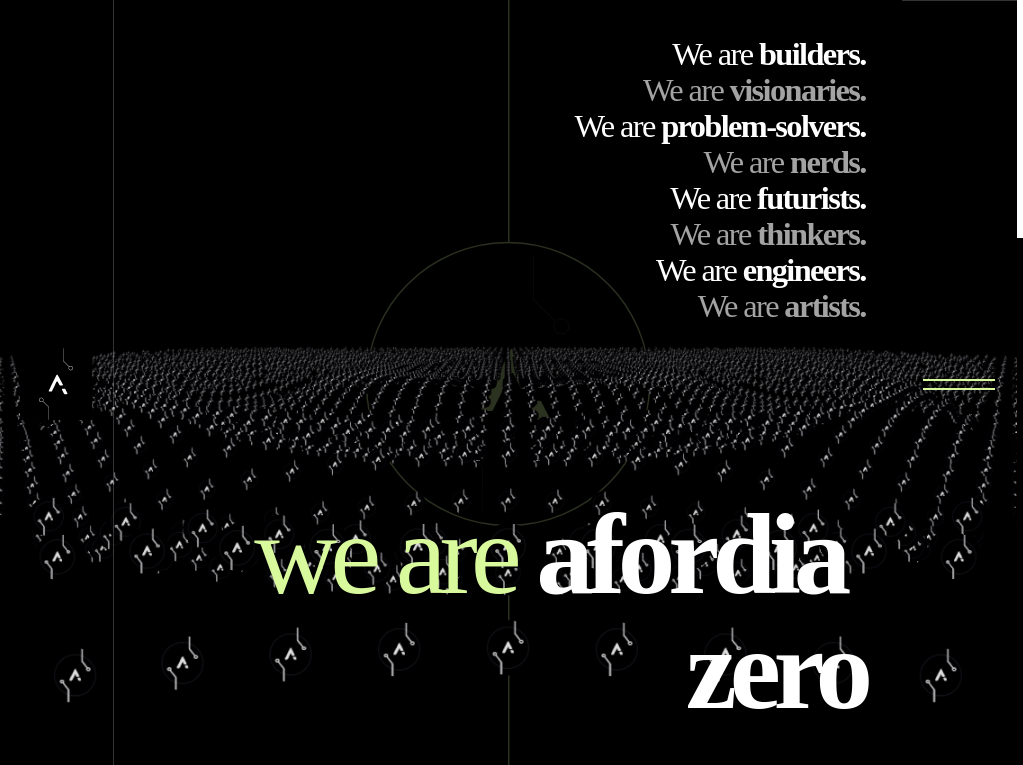 We are builders.
We are visionaries.
We are problem-solvers.
We are nerds.
We are futurists.
We are thinkers.
We are engineers.
We are artists.
we are afordia
zero